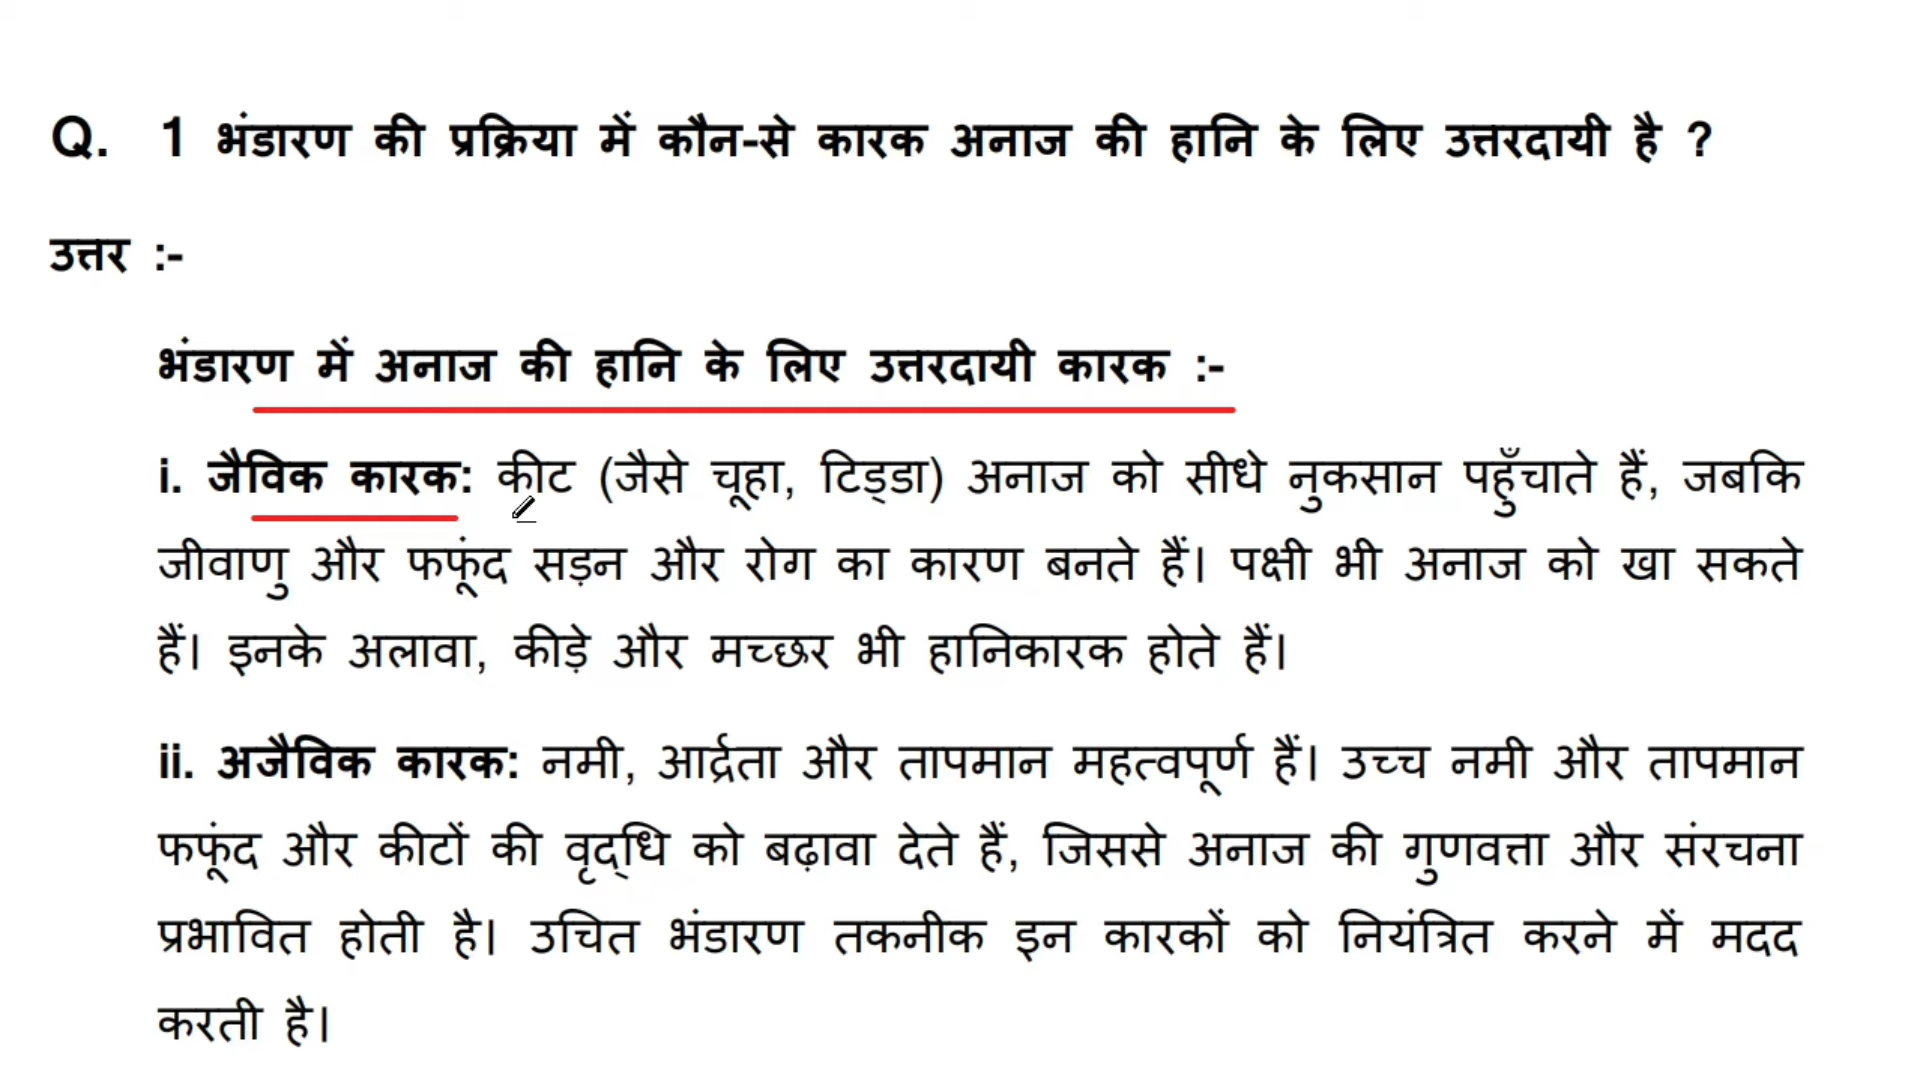 Q. 1 भंडारण की प्रक्रिया में कौन-से कारक अनाज की हानि के लिए उत्तरदायी है ?
उत्तर :-
भंडारण में अनाज की हानि के लिए उत्तरदायी कारक :-
i. जैविक कारक: कीट (जैसे चूहा, टिड्डा) अनाज को सीधे नुकसान पहुँचाते हैं, जबकि
जीवाणु और फफूंद सड़न और रोग का कारण बनते हैं। पक्षी भी अनाज को खा सकते
हैं। इनके अलावा, कीड़े और मच्छर भी हानिकारक होते हैं।
ii. अजैविक कारक: नमी, आर्द्रता और तापमान महत्वपूर्ण हैं। उच्च नमी और तापमान
फफूंद और कीटों की वृद्धि को बढ़ावा देते हैं, जिससे अनाज की गुणवत्ता और संरचना
प्रभावित होती है। उचित भंडारण तकनीक इन कारकों को नियंत्रित करने में मदद
करती है।